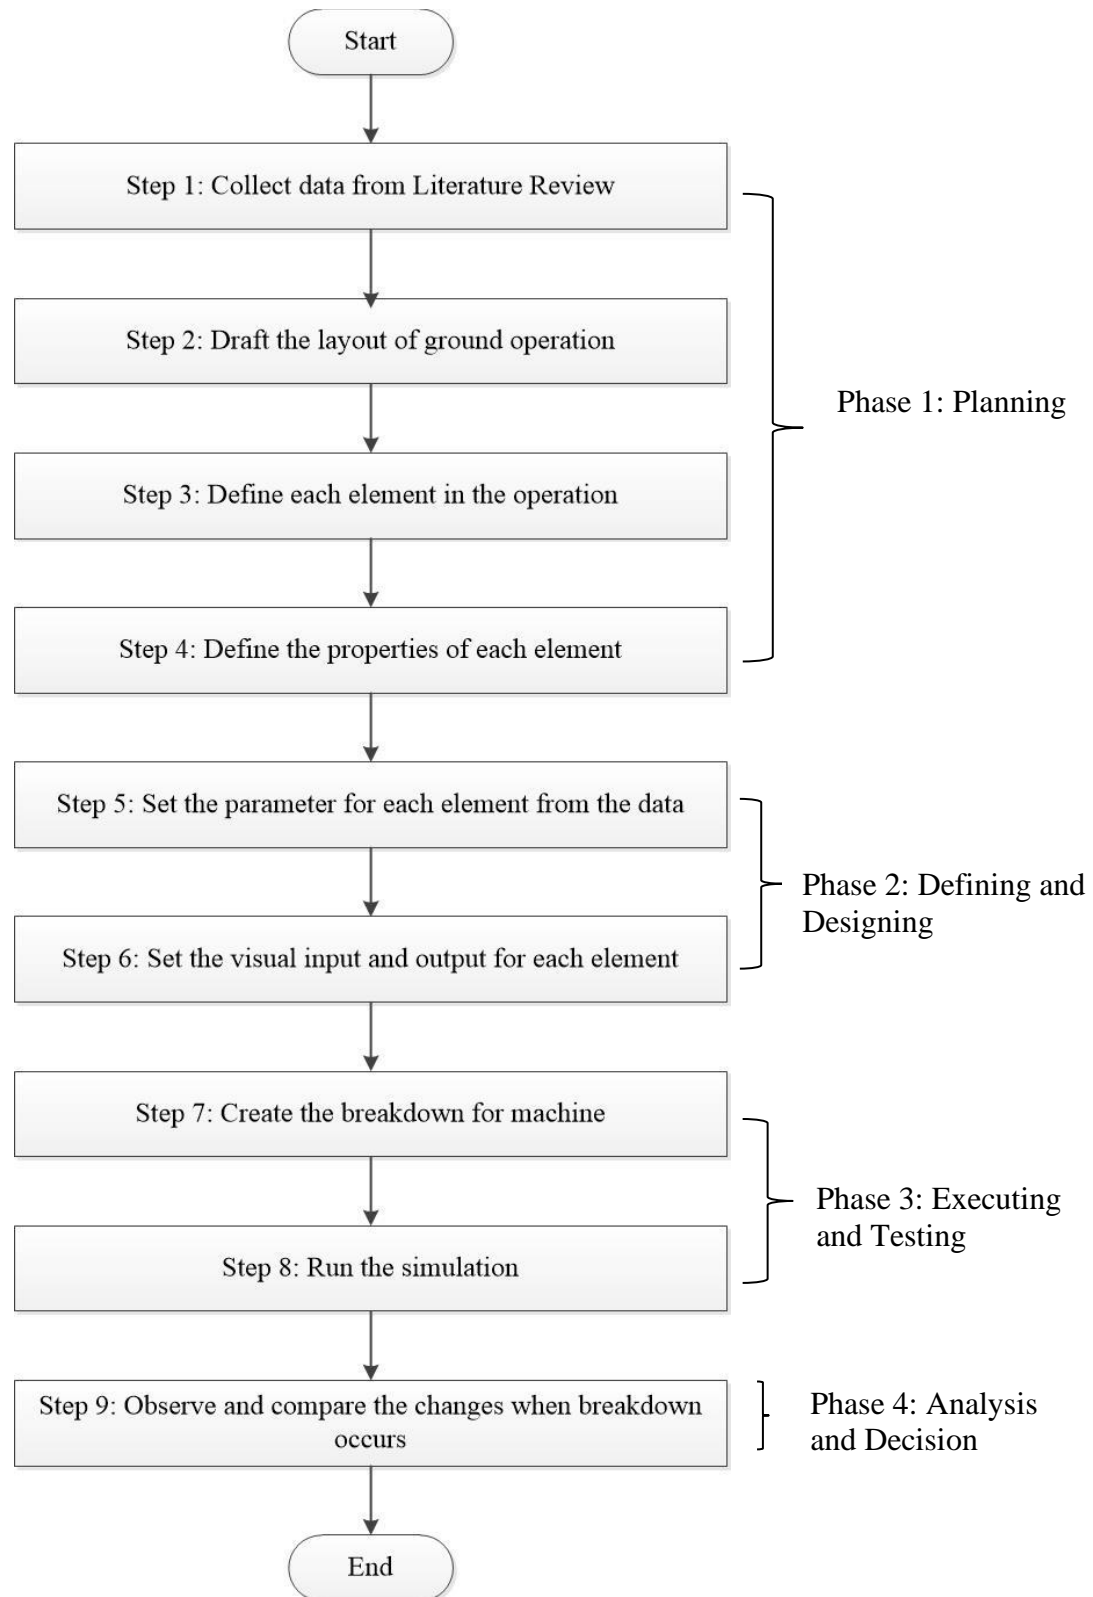 Start
Step 1: Collect data from Literature Review
Step 2: Draft the layout of ground operation
Step 3: Define each element in the operation
Step 4: Define the properties of each element
Phase 1: Planning
Step 5: Set the parameter for each element from the data
Step 6: Set the visual input and output for each element
Phase 2: Defining and
Designing
Step 7: Create the breakdown for machine
Step 8: Run the simulation
Phase 3: Executing
and Testing
Step 9: Observe and compare the changes when breakdown
occurs
Phase 4: Analysis
and Decision
End